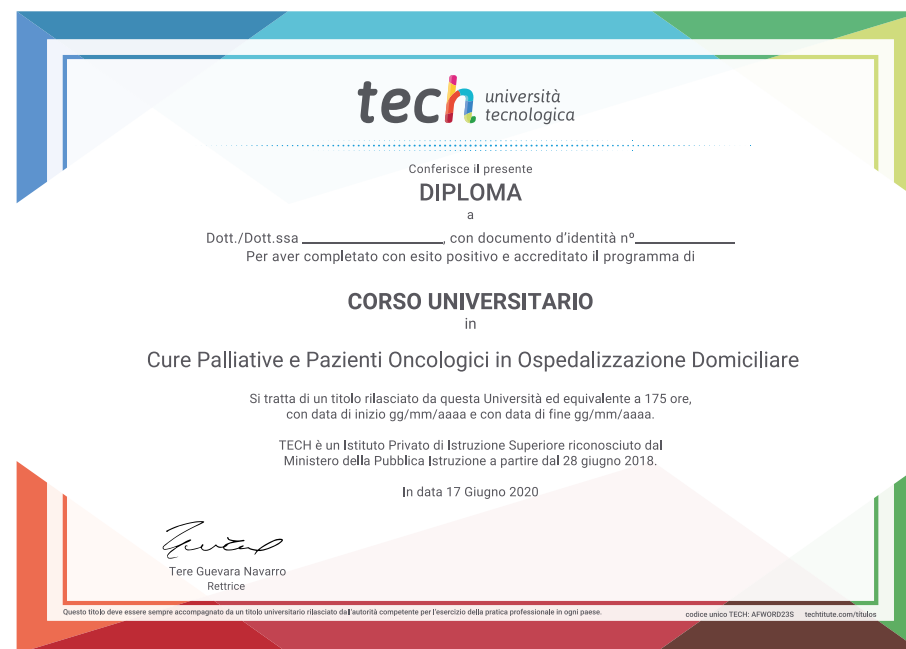 tech università
tecnologica
Conferisce il presente
DIPLOMA
a
Dott./Dott.ssa ____________________, con documento d'identità nº______________
Per aver completato con esito positivo e accreditato il programma di
CORSO UNIVERSITARIO
in
Cure Palliative e Pazienti Oncologici in Ospedalizzazione Domiciliare
Si tratta di un titolo rilasciato da questa Università ed equivalente a 175 ore,
con data di inizio gg/mm/aaaa e con data di fine gg/mm/aaaa.
TECH è un Istituto Privato di Istruzione Superiore riconosciuto dal
Ministero della Pubblica Istruzione a partire dal 28 giugno 2018.
In data 17 Giugno 2020
Tere Guevara Navarro
Rettrice
Questo titolo deve essere sempre accompagnato da un titolo universitario rilasciato dall'autorità competente per l'esercizio della pratica professionale in ogni paese.
codice unico TECH: AFWORD23S techtitute.com/titulos